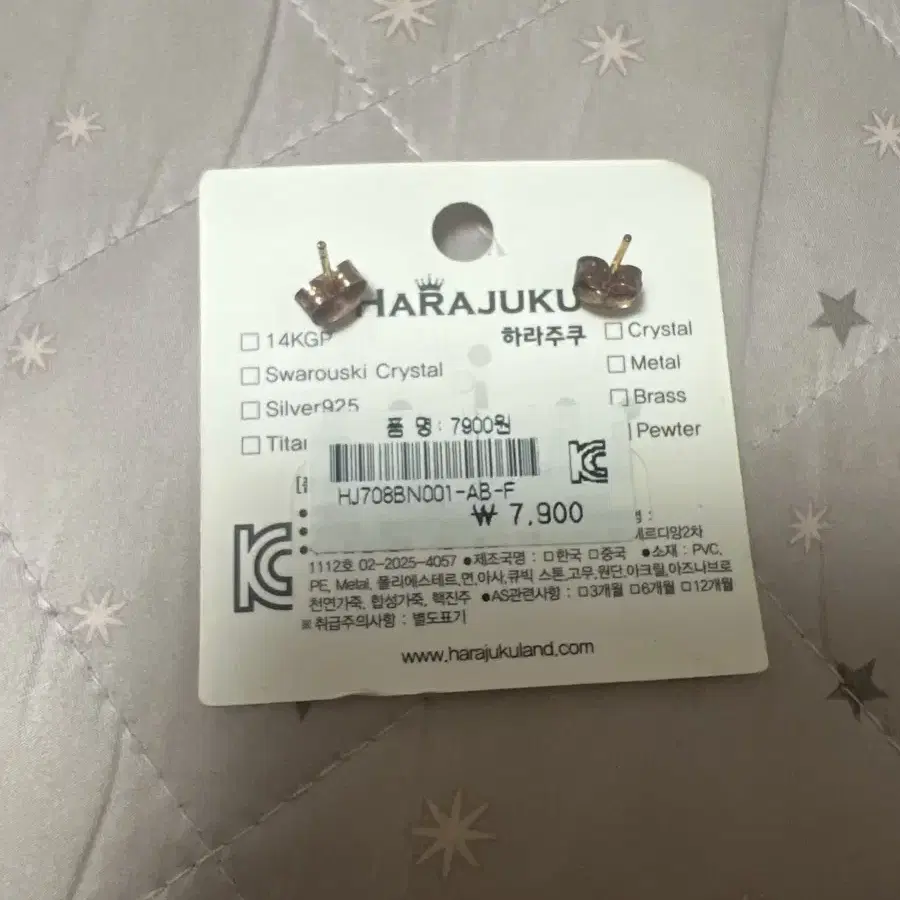 HARAJUKU
하라주쿠
14KGP
Swarouski Crystal
Silver925
Crystal
Metal
Brass
Pewter
품 명 : 7900원
HJ708BN001-AB-F
₩ 7,900
1112호 02-2025-4057 ●제조국명 : □한국 □중국 ●소재 : PVC,
PE, Metal, 폴리에스테르,면,아사,큐빅 스톤,고무,원단,아크릴,아즈나브로
천연가죽, 합성가죽, 핵진주 ●AS관련사항 : □3개월 □6개월 □12개월
※취급주의사항 : 별도표기
www.harajukuland.com